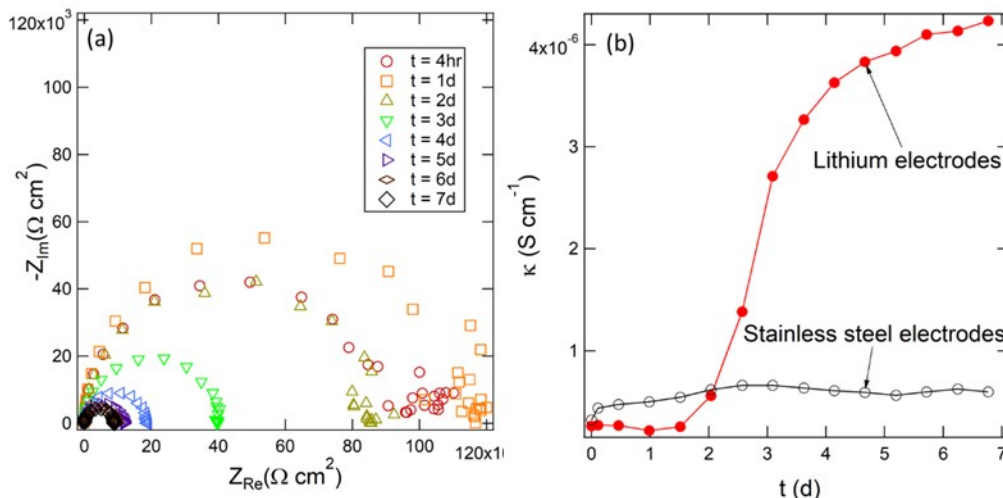 (a)
120x10³
100
80
60
40
20
0
-Z_Im(Ω cm²)
t = 4hr
t = 1d
t = 2d
t = 3d
t = 4d
t = 5d
t = 6d
t = 7d
0 20 40 60 80 100 120x1
Z_Re(Ω cm²)
(b)
4x10⁻⁶
3
2
1
κ (S cm⁻¹)
Lithium electrodes
Stainless steel electrodes
0 1 2 3 4 5 6 7
t (d)